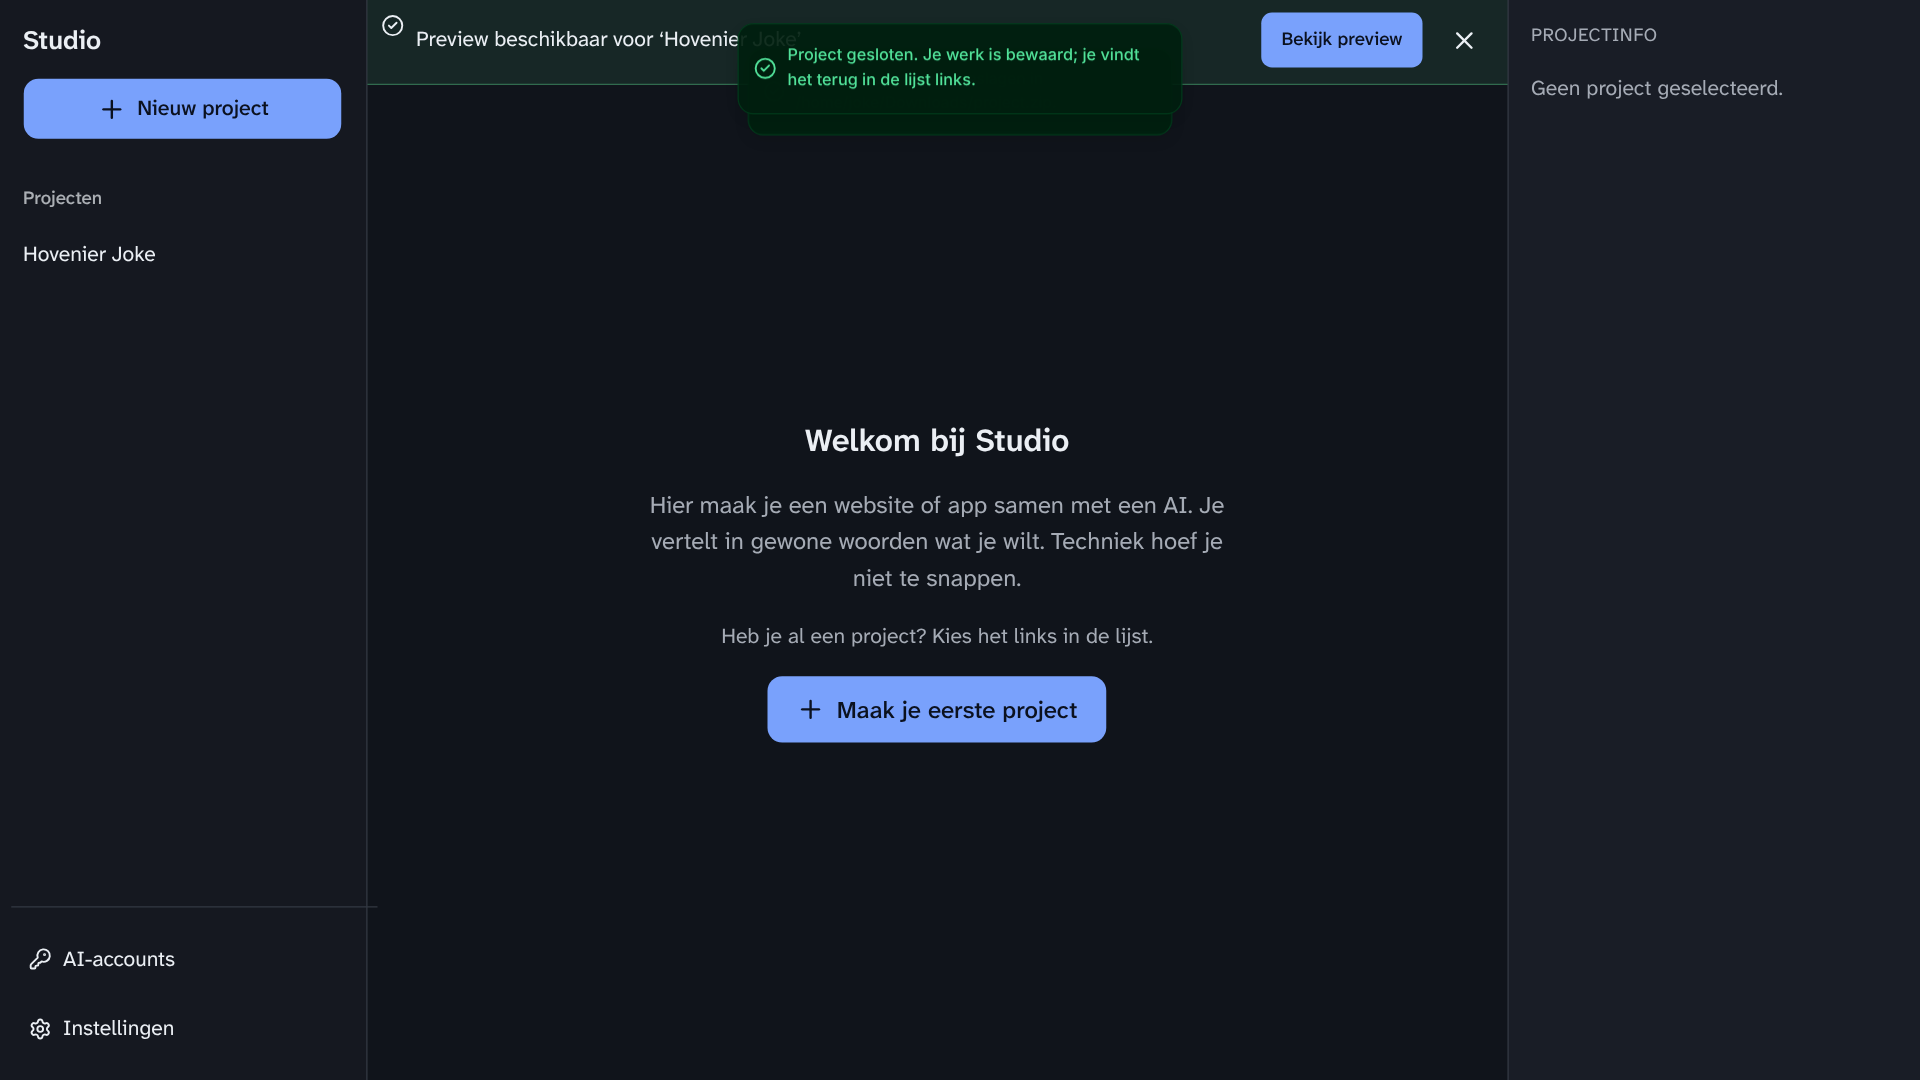 Studio
Nieuw project
Projecten
Hovenier Joke
AI-accounts
Instellingen
Preview beschikbaar voor ‘Hovenier Joke’
Project gesloten. Je werk is bewaard; je vindt
het terug in de lijst links.
Bekijk preview
Welkom bij Studio
Hier maak je een website of app samen met een AI. Je
vertelt in gewone woorden wat je wilt. Techniek hoef je
niet te snappen.
Heb je al een project? Kies het links in de lijst.
Maak je eerste project
PROJECTINFO
Geen project geselecteerd.